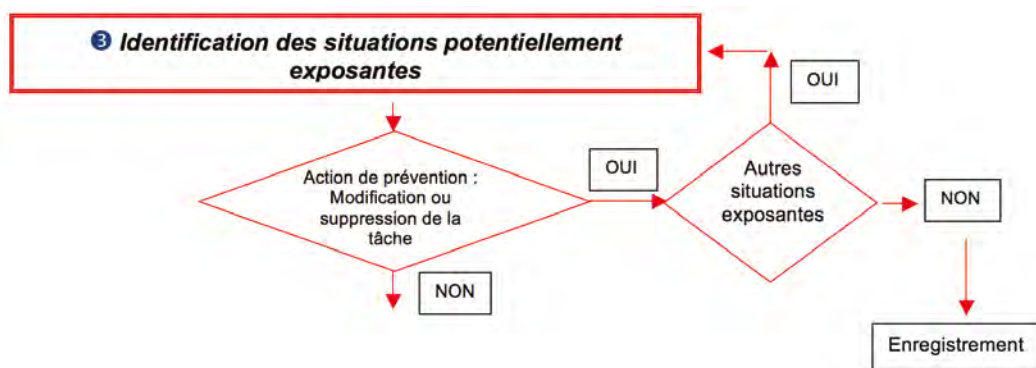 ❸ Identification des situations potentiellement
exposantes
OUI
Action de prévention :
Modification ou
suppression de la
tâche
OUI
Autres
situations
exposantes
NON
NON
Enregistrement